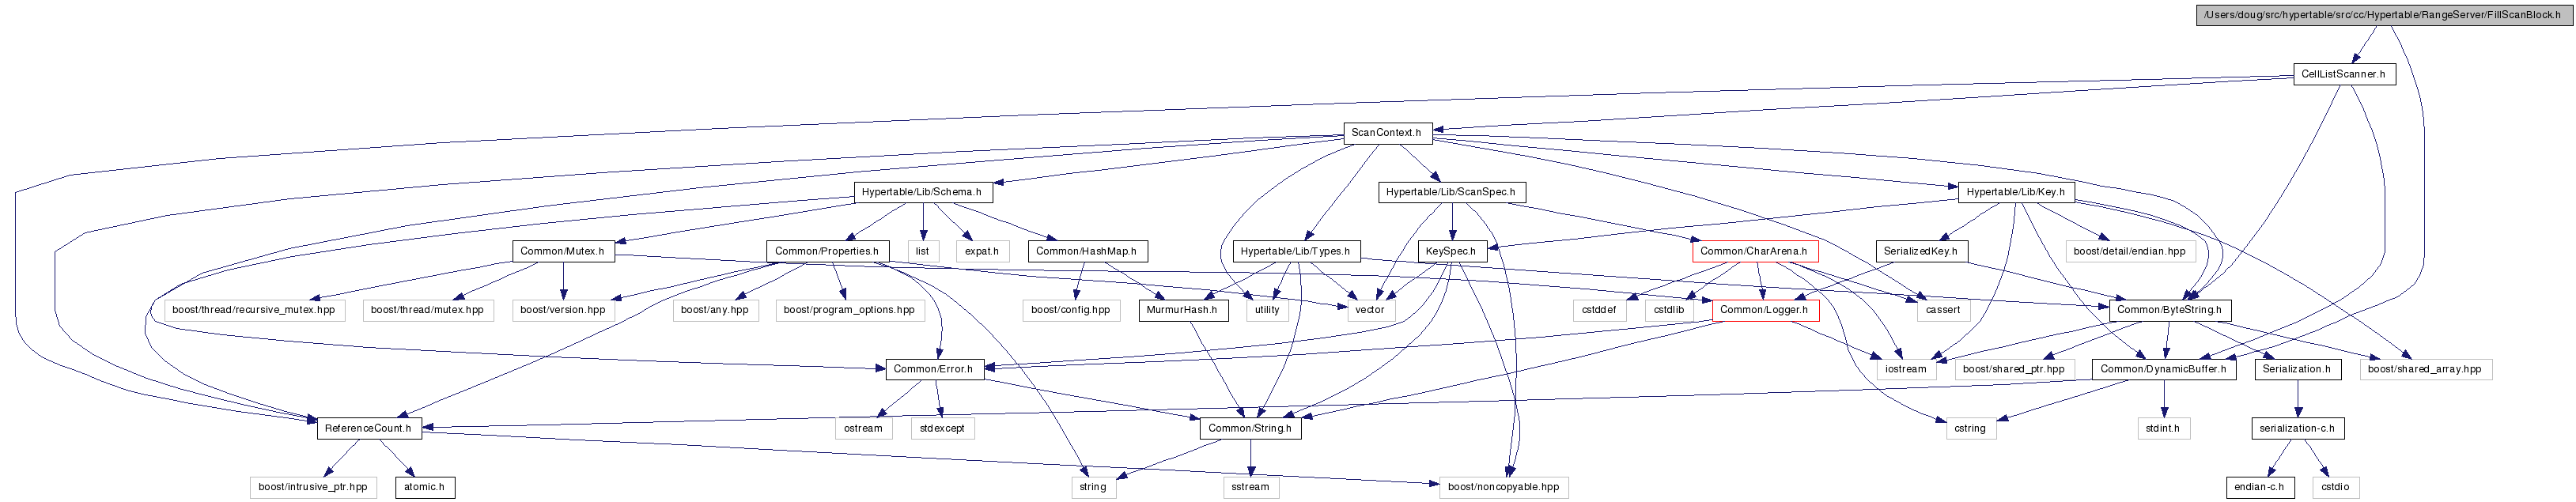 /Users/doug/src/hypertable/src/cc/Hypertable/RangeServer/FillScanBlock.h
CellListScanner.h
ScanContext.h
Hypertable/Lib/Schema.h
Hypertable/Lib/ScanSpec.h
Hypertable/Lib/Key.h
Common/Mutex.h
Common/Properties.h
list
expat.h
Common/HashMap.h
Hypertable/Lib/Types.h
KeySpec.h
Common/CharArena.h
SerializedKey.h
boost/detail/endian.hpp
boost/thread/recursive_mutex.hpp
boost/thread/mutex.hpp
boost/version.hpp
boost/any.hpp
boost/program_options.hpp
boost/config.hpp
MurmurHash.h
utility
vector
cstddef
cstdlib
Common/Logger.h
cassert
Common/ByteString.h
Common/Error.h
iostream
boost/shared_ptr.hpp
Common/DynamicBuffer.h
Serialization.h
boost/shared_array.hpp
ReferenceCount.h
ostream
stdexcept
Common/String.h
cstring
stdint.h
serialization-c.h
boost/intrusive_ptr.hpp
atomic.h
string
sstream
boost/noncopyable.hpp
endian-c.h
cstdio